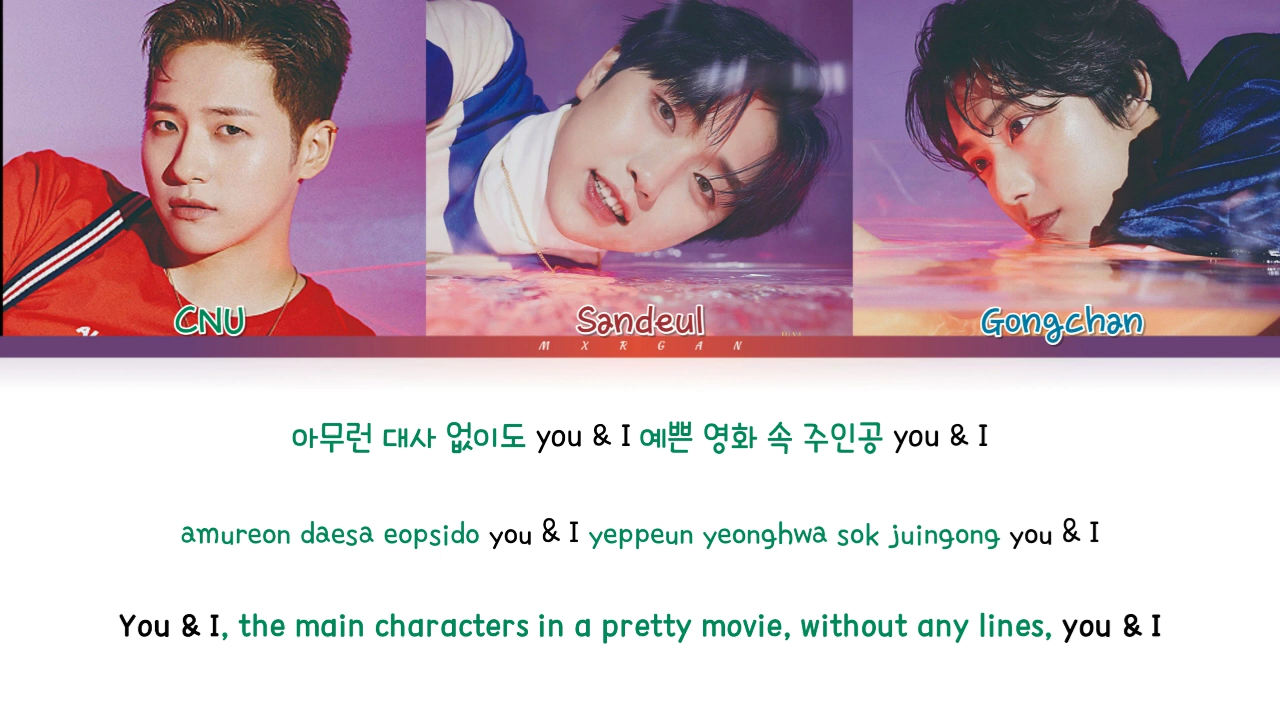 CNU
Sandeul
Gongchan
M X R G A N
아무런 대사 없이도 you & I 예쁜 영화 속 주인공 you & I
amureon daesa eopsido you & I yeppeun yeonghwa sok juingong you & I
You & I, the main characters in a pretty movie, without any lines, you & I